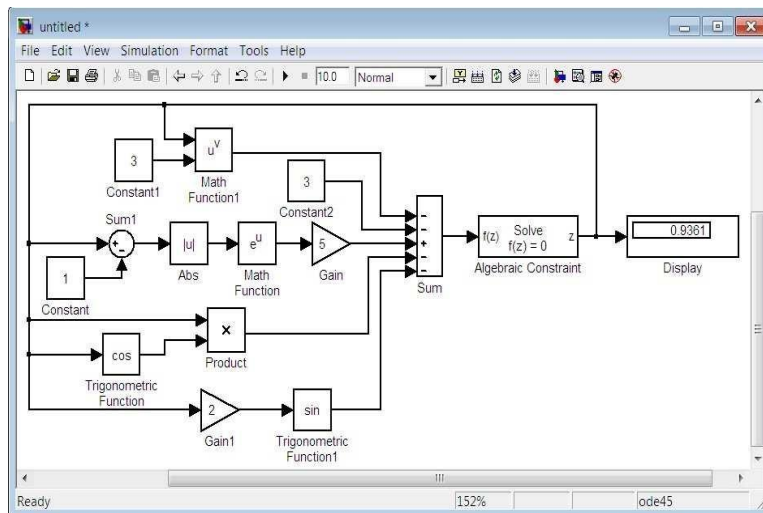 untitled *
File Edit View Simulation Format Tools Help
10.0 Normal
3
Constant1
u^v
Math
Function1
3
Constant2
Sum1
|u|
Abs
e^u
Math
Function
5
Gain
1
Constant
×
Product
cos
Trigonometric
Function
2
Gain1
sin
Trigonometric
Function1
Sum
f(z) Solve z
f(z) = 0
Algebraic Constraint
0.9361
Display
Ready 152% ode45